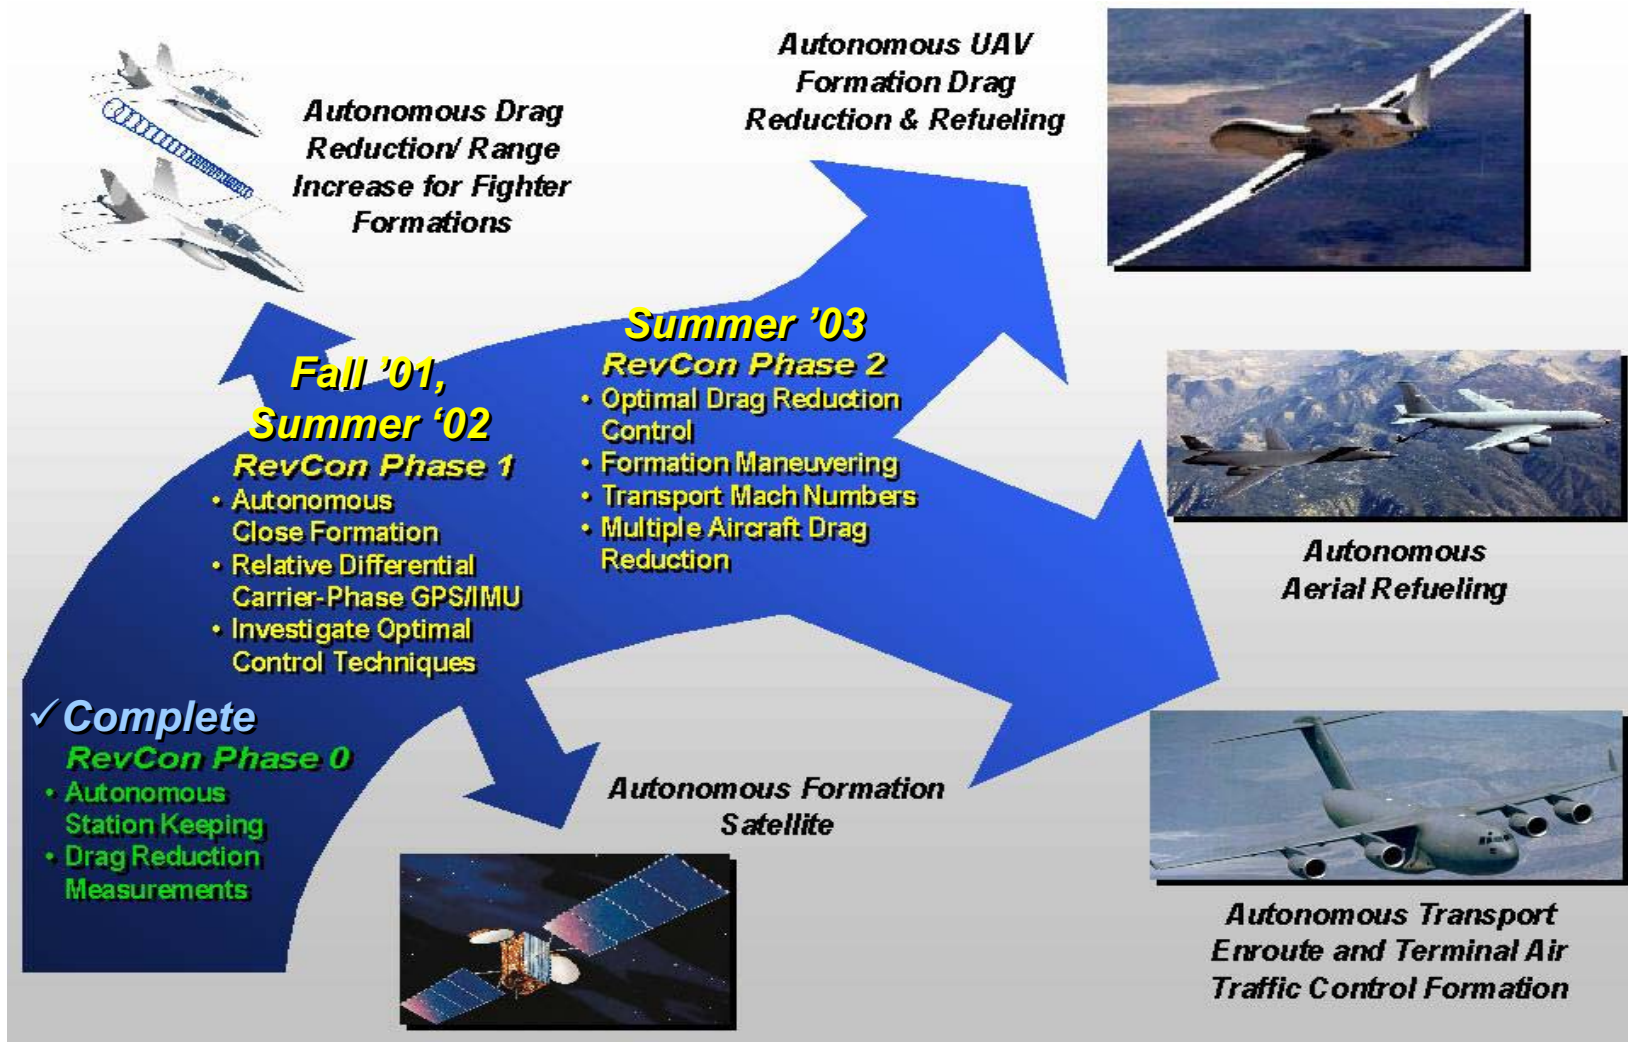 Autonomous Drag
Reduction/ Range
Increase for Fighter
Formations
Autonomous UAV
Formation Drag
Reduction & Refueling
Fall ’01,
Summer ‘02
RevCon Phase 1
• Autonomous
Close Formation
• Relative Differential
Carrier-Phase GPS/IMU
• Investigate Optimal
Control Techniques
Summer ’03
RevCon Phase 2
• Optimal Drag Reduction
Control
• Formation Maneuvering
• Transport Mach Numbers
• Multiple Aircraft Drag
Reduction
Autonomous
Aerial Refueling
✓Complete
RevCon Phase 0
• Autonomous
Station Keeping
• Drag Reduction
Measurements
Autonomous Formation
Satellite
Autonomous Transport
Enroute and Terminal Air
Traffic Control Formation